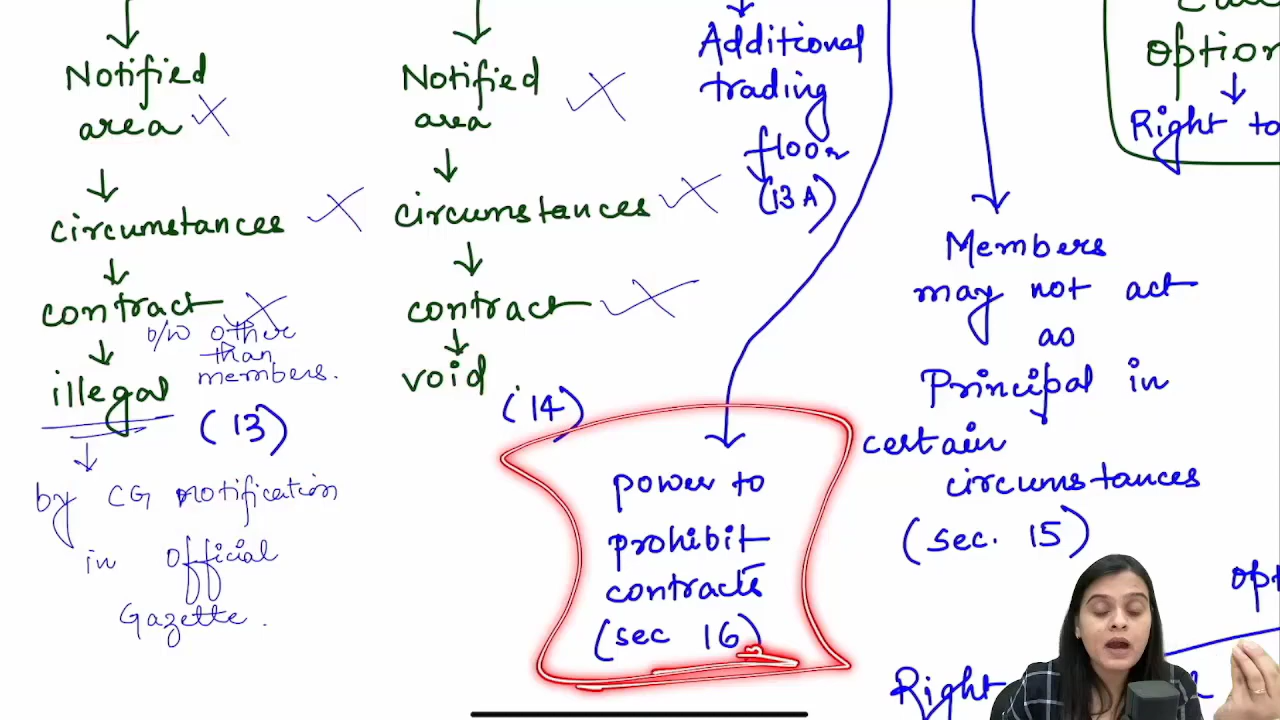 Notified
area
circumstances
contract
b/w other
than
members.
illegal
(13)
by CG notification
in official
Gazette.
Notified
area
circumstances
contract
void
(14)
Additional
trading
floor
(13A)
power to
prohibit
contracts
(sec 16)
Members
may not act
as
Principal in
certain
circumstances
(sec. 15)
option
Right to
opt
Right